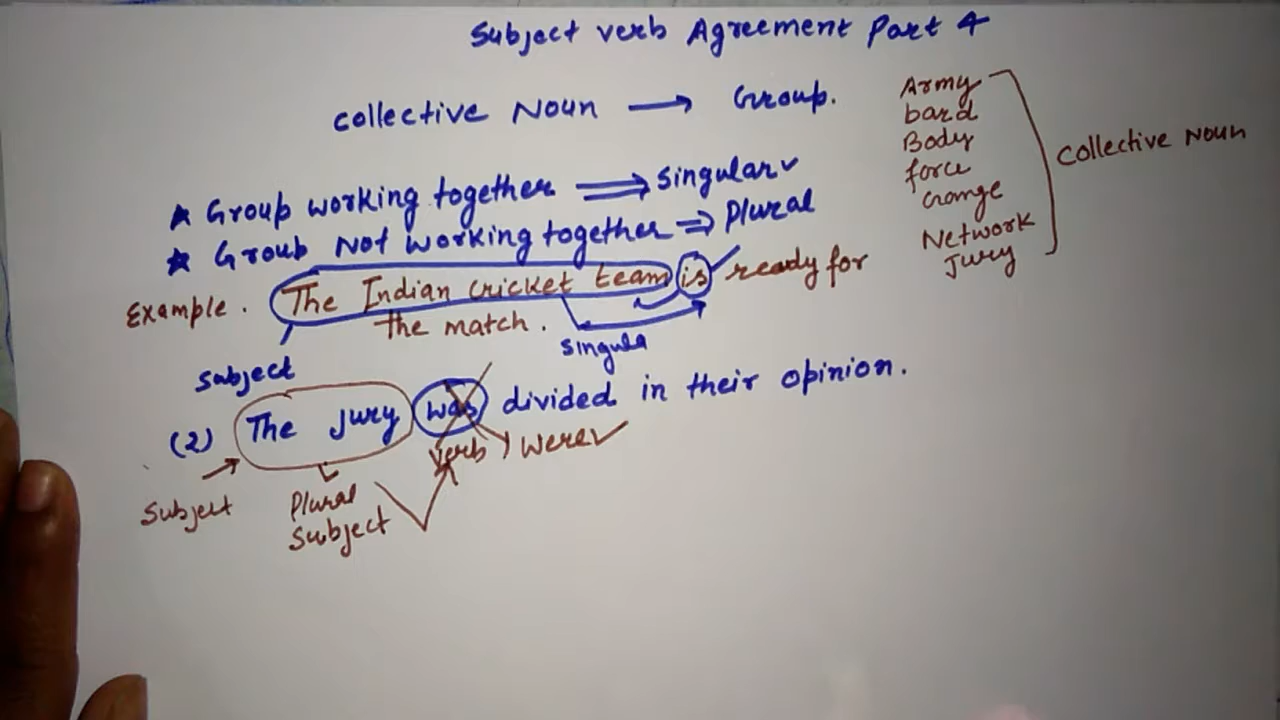 Subject verb Agreement Part 4
Collective Noun → Group.
Army
band
Body
force
Network
Jury
Collective Noun
★ Group working together ⇒ Singular ✓
★ Group Not working together ⇒ Plural
Example. The Indian cricket team is ready for
the match.
Singula
Subject
(2) The Jury was divided in their opinion.
Verb) were ✓
Subject
Plural
Subject